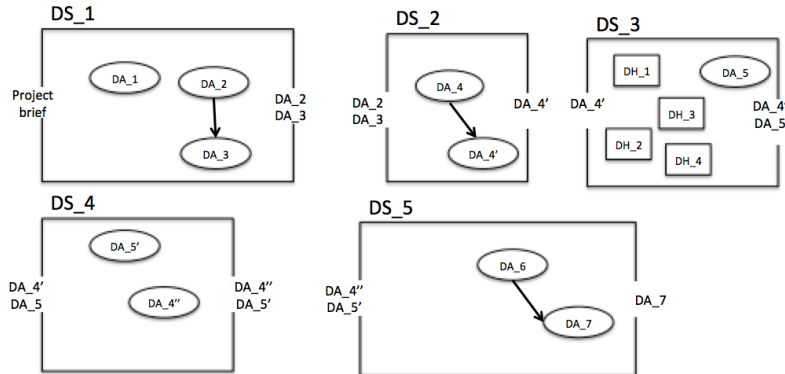 DS_1
DA_1
DA_2
DA_3
Project
brief
DA_2
DA_3
DS_2
DA_4
DA_4'
DA_2
DA_3
DA_4'
DS_3
DH_1
DA_5
DH_3
DH_2
DH_4
DA_4'
DA_4'
DA_5
DS_4
DA_5'
DA_4''
DA_4'
DA_5
DA_4''
DA_5'
DS_5
DA_6
DA_7
DA_4''
DA_5'
DA_7